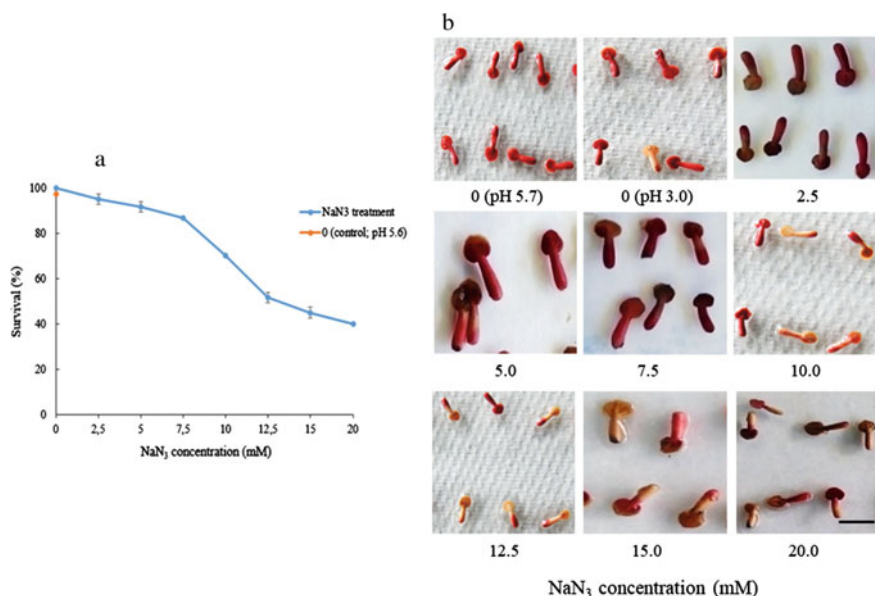 a
100
80
60
40
20
0
Survival (%)
0 2,5 5 7,5 10 12,5 15 20
NaN3 concentration (mM)
NaN3 treatment
0 (control; pH 5.6)
b
0 (pH 5.7) 0 (pH 3.0) 2.5
5.0 7.5 10.0
12.5 15.0 20.0
NaN3 concentration (mM)